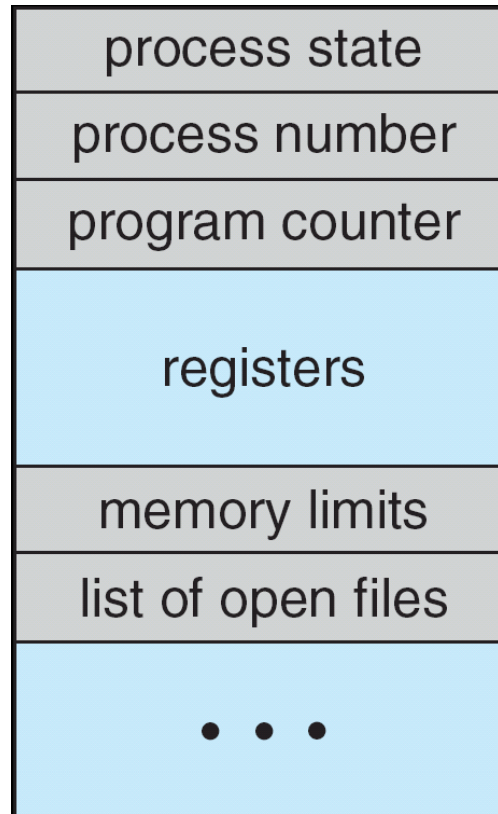 process state
process number
program counter
registers
memory limits
list of open files
• • •